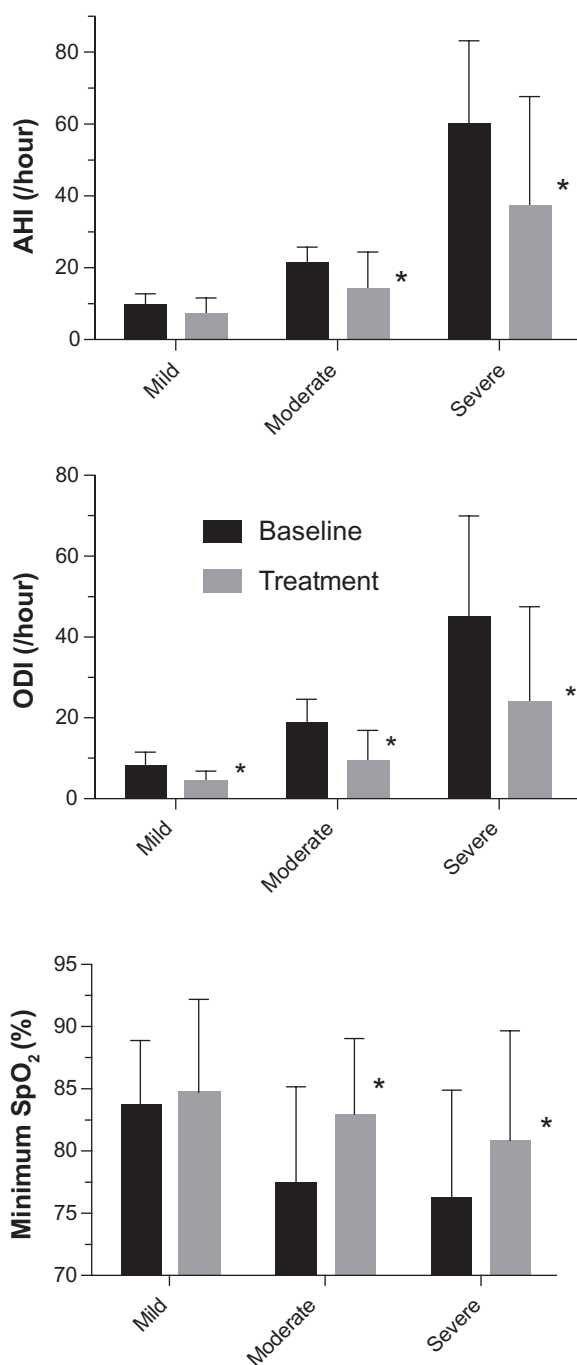 AHI (/hour)
80
60
40
20
0
*
*
Mild
Moderate
Severe
ODI (/hour)
80
60
40
20
0
Baseline
Treatment
*
*
*
Mild
Moderate
Severe
Minimum SpO₂ (%)
95
90
85
80
75
70
*
*
Mild
Moderate
Severe